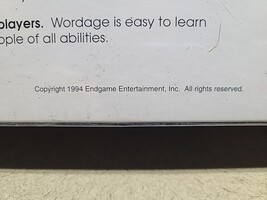 players. Wordage is easy to learn
ople of all abilities.
Copyright 1994 Endgame Entertainment, Inc. All rights reserved.